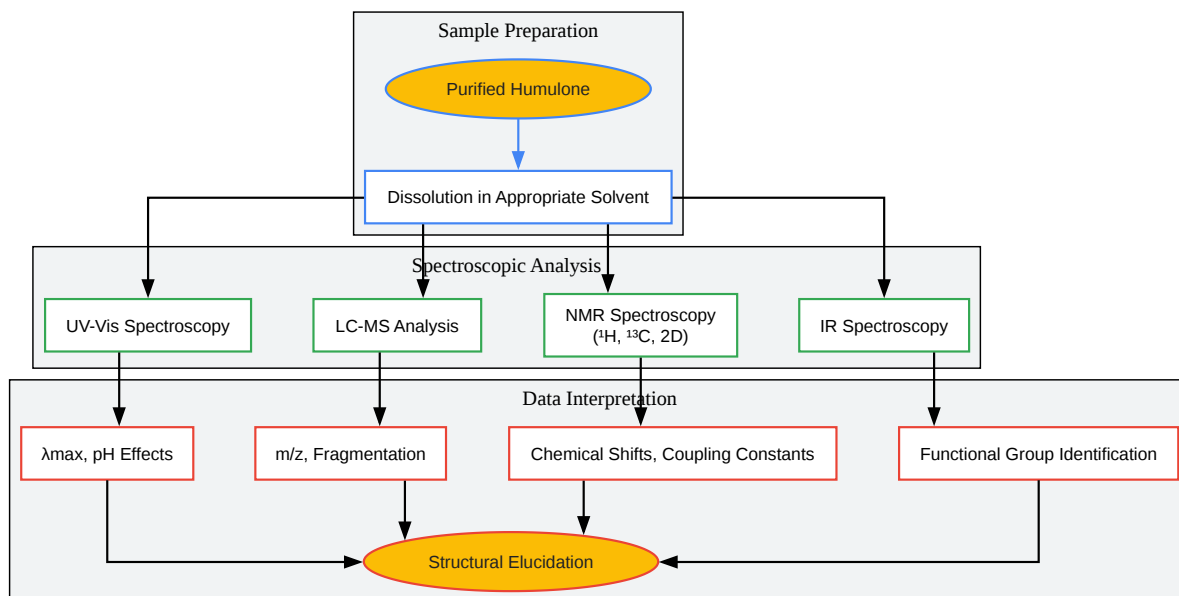 Sample Preparation
Purified Humulone
Dissolution in Appropriate Solvent
Spectroscopic Analysis
UV-Vis Spectroscopy
LC-MS Analysis
NMR Spectroscopy
(¹H, ¹³C, 2D)
IR Spectroscopy
Data Interpretation
λmax, pH Effects
m/z, Fragmentation
Chemical Shifts, Coupling Constants
Functional Group Identification
Structural Elucidation